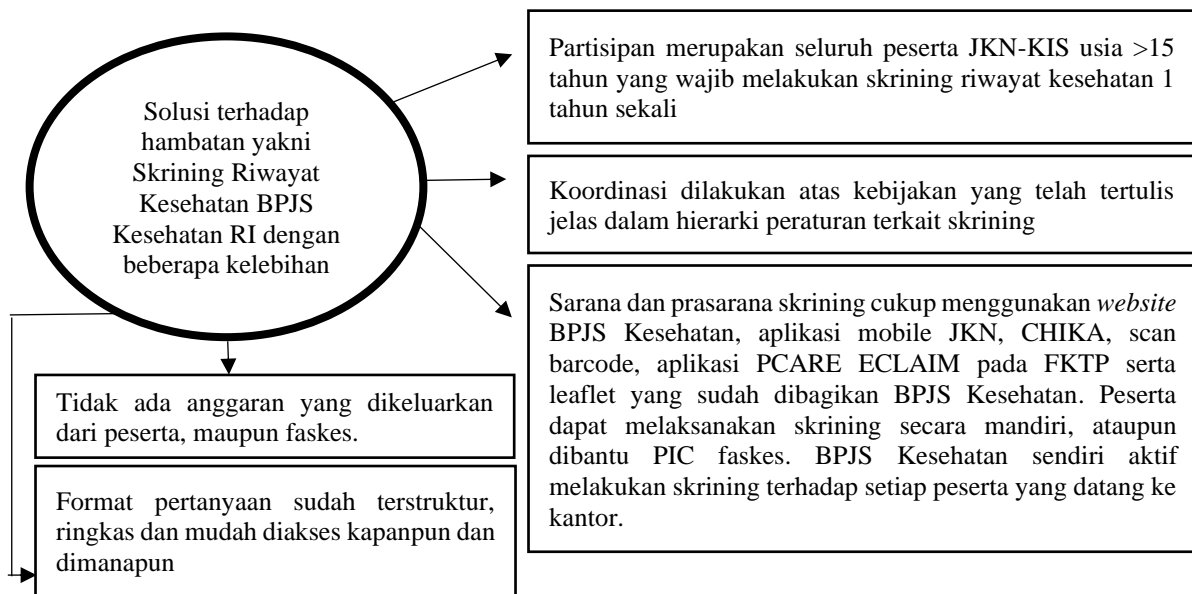 Solusi terhadap
hambatan yakni
Skrining Riwayat
Kesehatan BPJS
Kesehatan RI dengan
beberapa kelebihan
Partisipan merupakan seluruh peserta JKN-KIS usia >15
tahun yang wajib melakukan skrining riwayat kesehatan 1
tahun sekali
Koordinasi dilakukan atas kebijakan yang telah tertulis
jelas dalam hierarki peraturan terkait skrining
Sarana dan prasarana skrining cukup menggunakan website
BPJS Kesehatan, aplikasi mobile JKN, CHIKA, scan
barcode, aplikasi PCARE ECLAIM pada FKTP serta
leaflet yang sudah dibagikan BPJS Kesehatan. Peserta
dapat melaksanakan skrining secara mandiri, ataupun
dibantu PIC faskes. BPJS Kesehatan sendiri aktif
melakukan skrining terhadap setiap peserta yang datang ke
kantor.
Tidak ada anggaran yang dikeluarkan
dari peserta, maupun faskes.
Format pertanyaan sudah terstruktur,
ringkas dan mudah diakses kapanpun dan
dimanapun